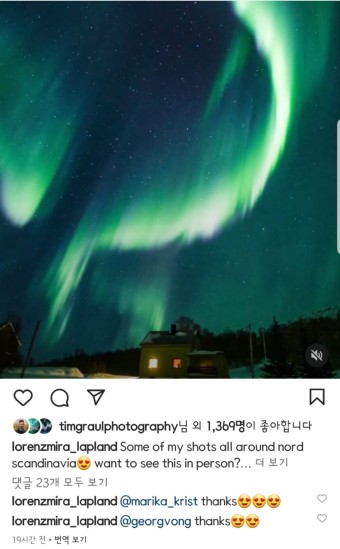 timgraulphotography님 외 1,369명이 좋아합니다
lorenzmira_lapland Some of my shots all around nord
scandinavia😍 want to see this in person?... 더 보기
댓글 23개 모두 보기
lorenzmira_lapland @marika_krist thanks😍😍😍
lorenzmira_lapland @georgvong thanks😍😍
19시간 전 • 번역 보기